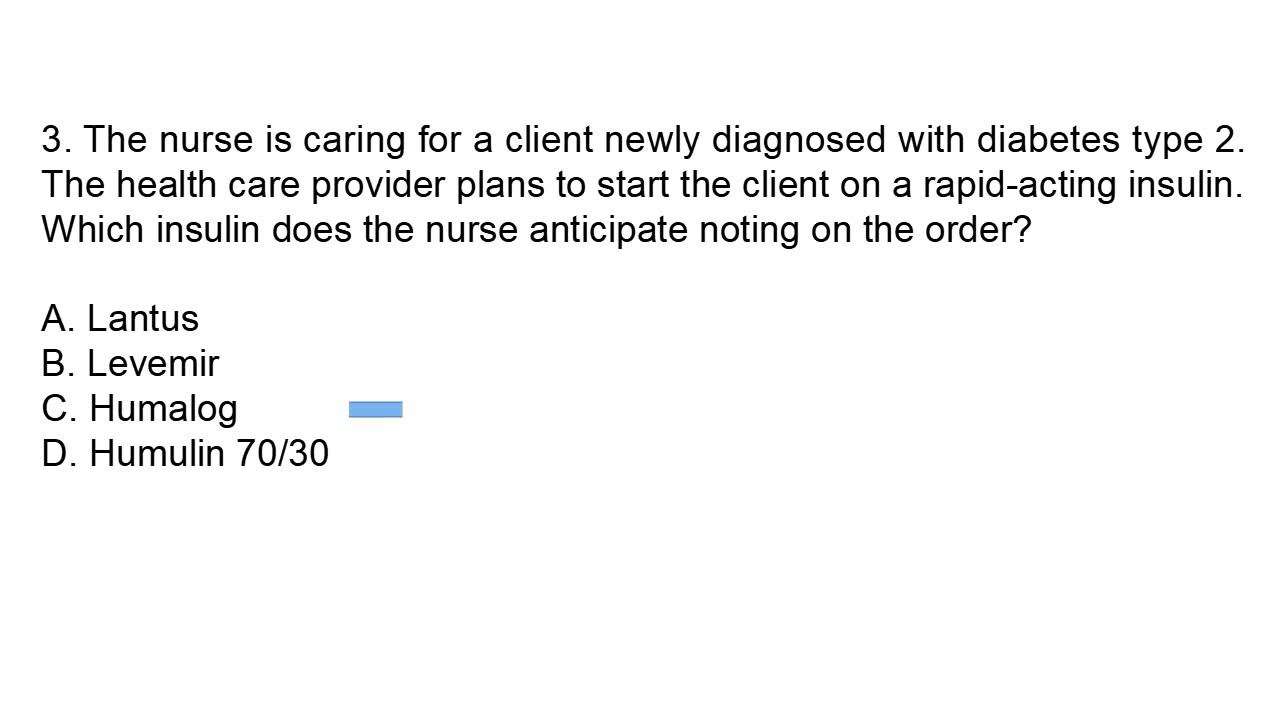 3. The nurse is caring for a client newly diagnosed with diabetes type 2.
The health care provider plans to start the client on a rapid-acting insulin.
Which insulin does the nurse anticipate noting on the order?
A. Lantus
B. Levemir
C. Humalog
D. Humulin 70/30